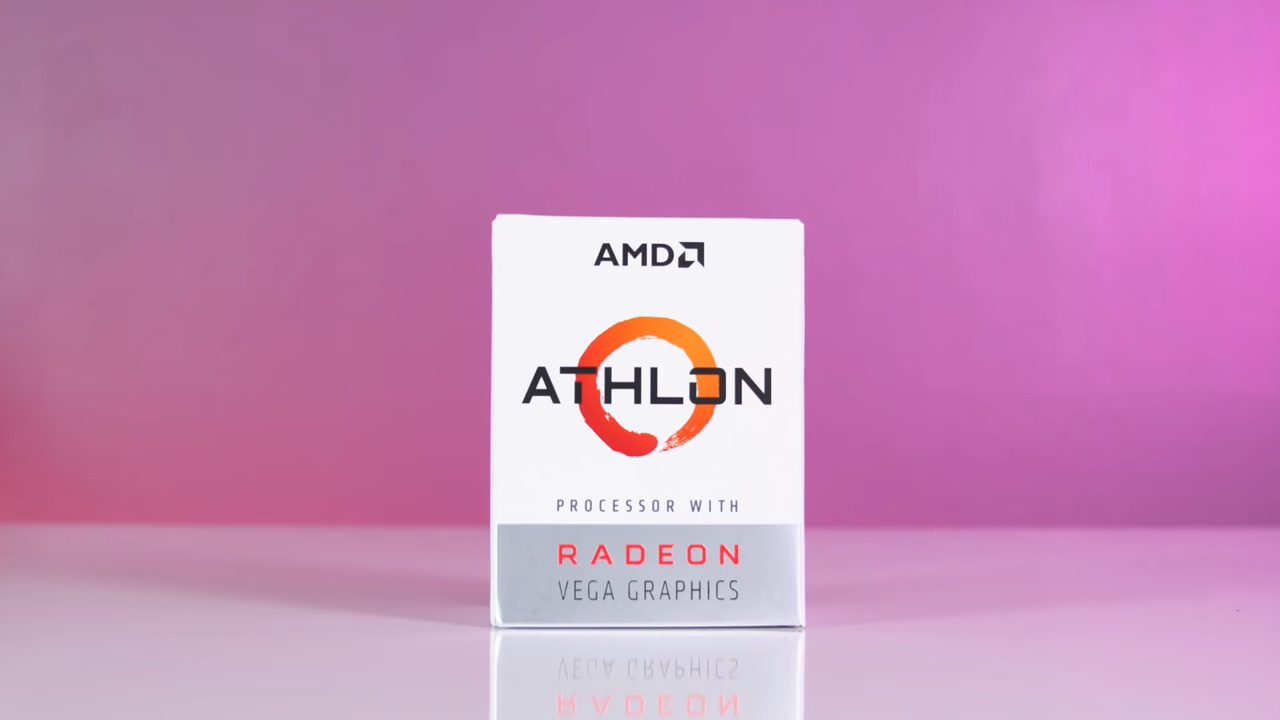 AMD
ATHLON
PROCESSOR WITH
RADEON
VEGA GRAPHICS